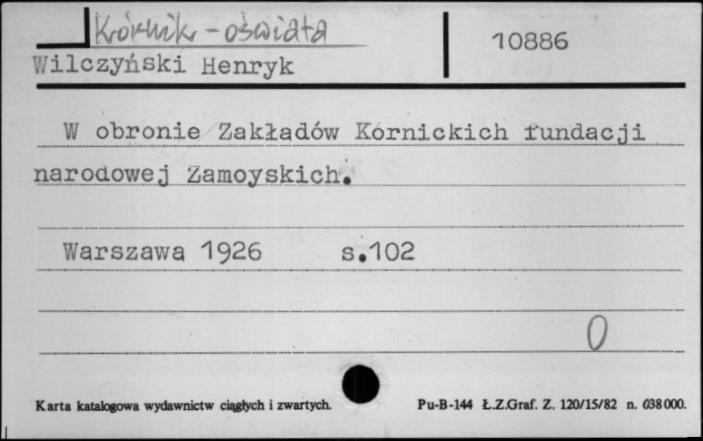 Kórnik - oświata
10886
Wilczyński Henryk
W obronie Zakładów Kórnickich fundacji
narodowej Zamoyskich.
Warszawa 1926 s.102
0
Karta katalogowa wydawnictw ciągłych i zwartych.
Pu-B-144 Ł.Z.Graf. Z. 120/15/82 n. 638000.